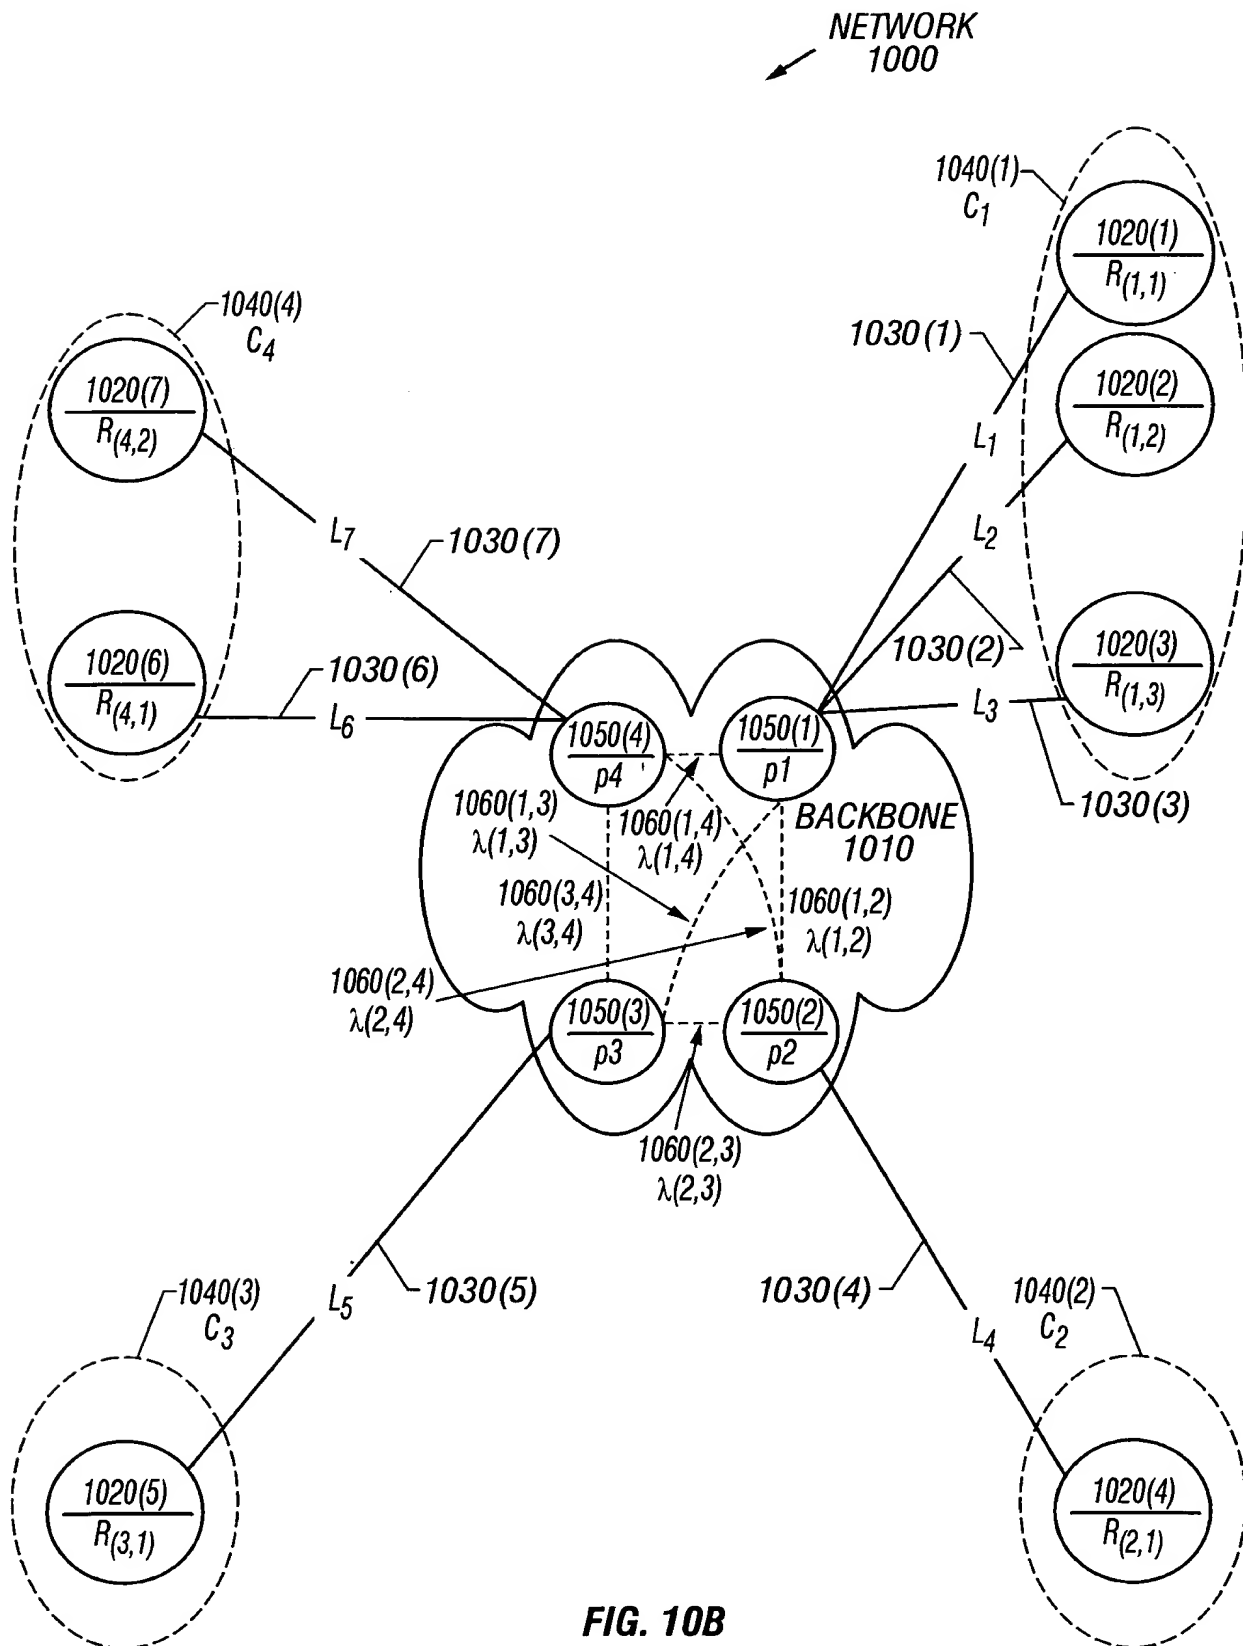 NETWORK
1000
1040(1)
C1
1020(1)
R(1,1)
1030(1)
1020(2)
R(1,2)
L1
L2
1030(2)
1020(3)
R(1,3)
L3
1030(3)
1040(4)
C4
1020(7)
R(4,2)
L7
1030(7)
1020(6)
R(4,1)
1030(6)
L6
1050(4)
p4
1050(1)
p1
BACKBONE
1010
1060(1,3)
λ(1,3)
1060(1,4)
λ(1,4)
1060(3,4)
λ(3,4)
1060(1,2)
λ(1,2)
1060(2,4)
λ(2,4)
1050(3)
p3
1050(2)
p2
1060(2,3)
λ(2,3)
1040(3)
C3
L5
1030(5)
1030(4)
L4
1040(2)
C2
1020(5)
R(3,1)
1020(4)
R(2,1)
FIG. 10B